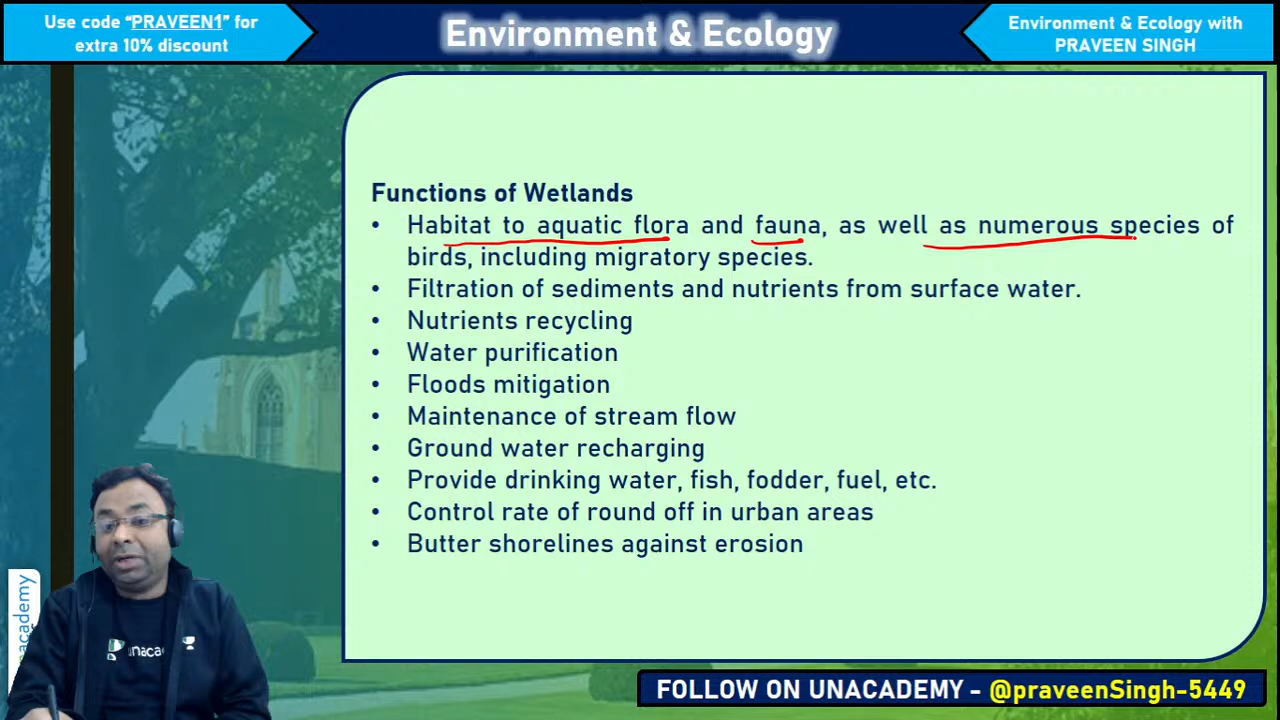 Use code “PRAVEEN1” for
extra 10% discount
Environment & Ecology
Environment & Ecology with
PRAVEEN SINGH
Functions of Wetlands
• Habitat to aquatic flora and fauna, as well as numerous species of
birds, including migratory species.
• Filtration of sediments and nutrients from surface water.
• Nutrients recycling
• Water purification
• Floods mitigation
• Maintenance of stream flow
• Ground water recharging
• Provide drinking water, fish, fodder, fuel, etc.
• Control rate of round off in urban areas
• Butter shorelines against erosion
FOLLOW ON UNACADEMY - @praveenSingh-5449